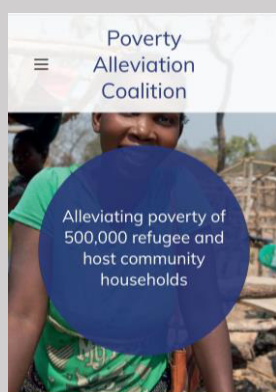 Poverty
Alleviation
Coalition
Alleviating poverty of
500,000 refugee and
host community
households